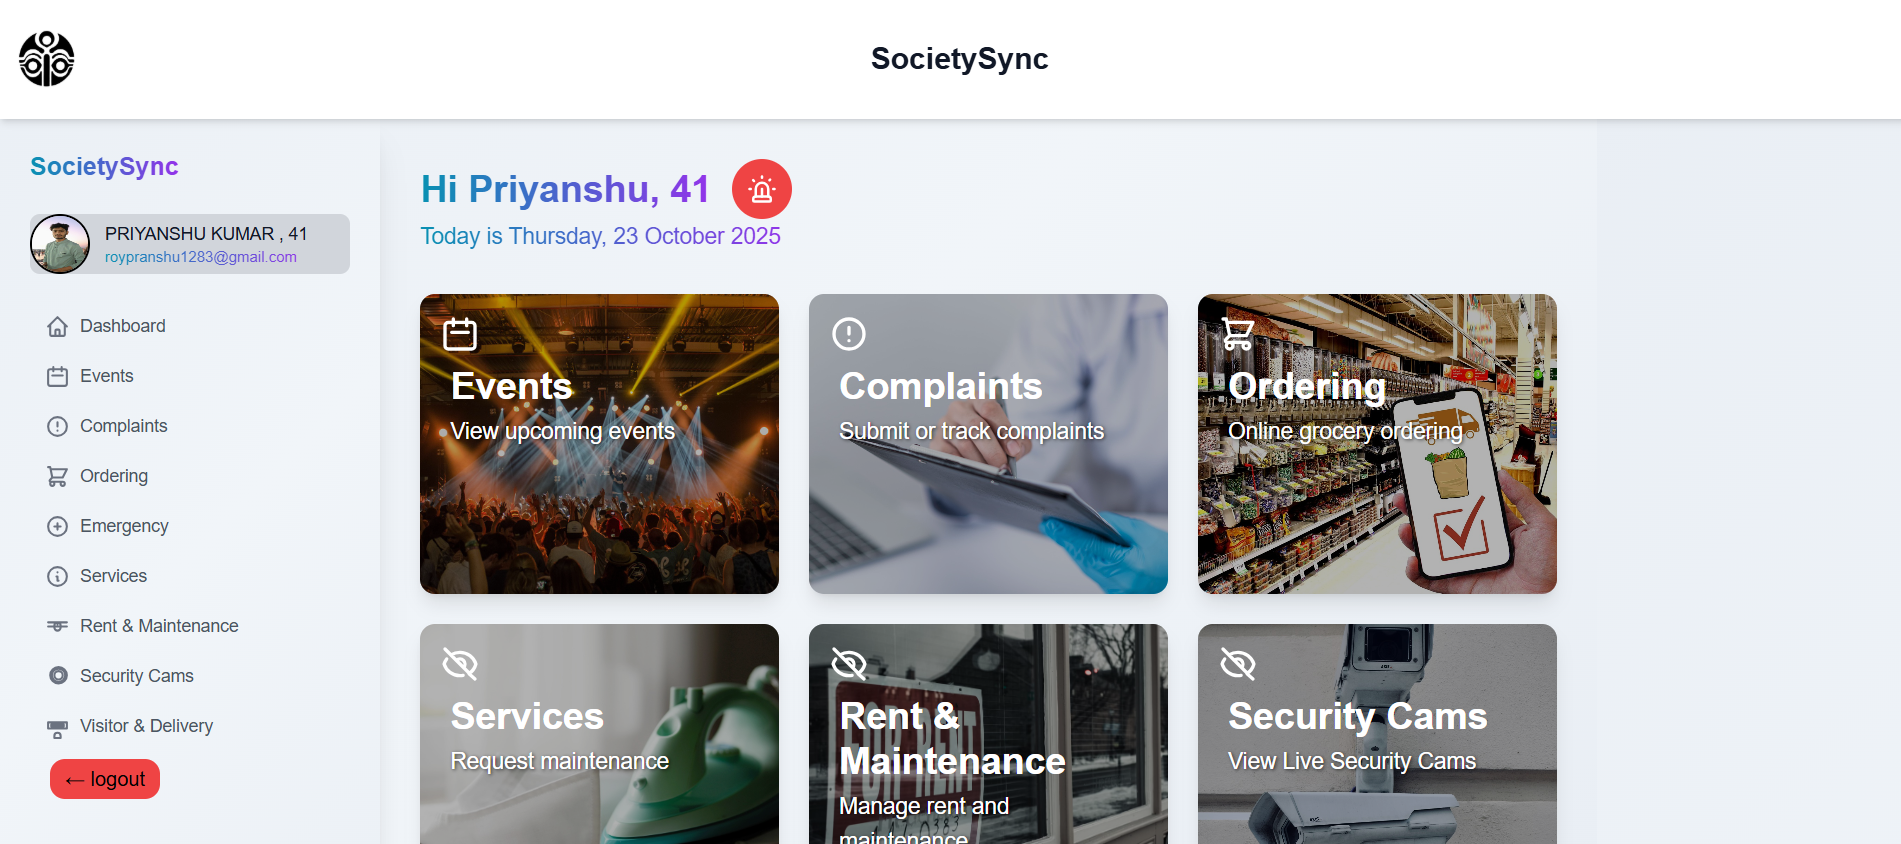 SocietySync
SocietySync
PRIYANSHU KUMAR , 41
roypranshu1283@gmail.com
Dashboard
Events
Complaints
Ordering
Emergency
Services
Rent & Maintenance
Security Cams
Visitor & Delivery
← logout
Hi Priyanshu, 41
Today is Thursday, 23 October 2025
Events
View upcoming events
Complaints
Submit or track complaints
Ordering
Online grocery ordering
Services
Request maintenance
Rent &
Maintenance
Manage rent and
maintenance
Security Cams
View Live Security Cams